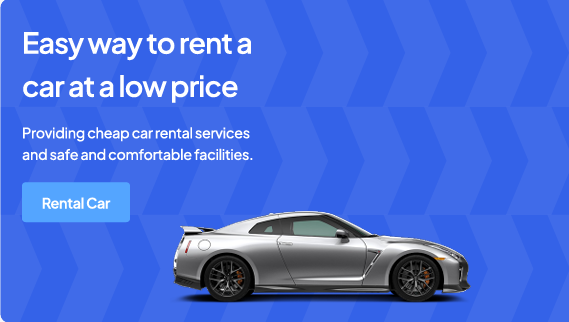 Easy way to rent a
car at a low price
Providing cheap car rental services
and safe and comfortable facilities.
Rental Car